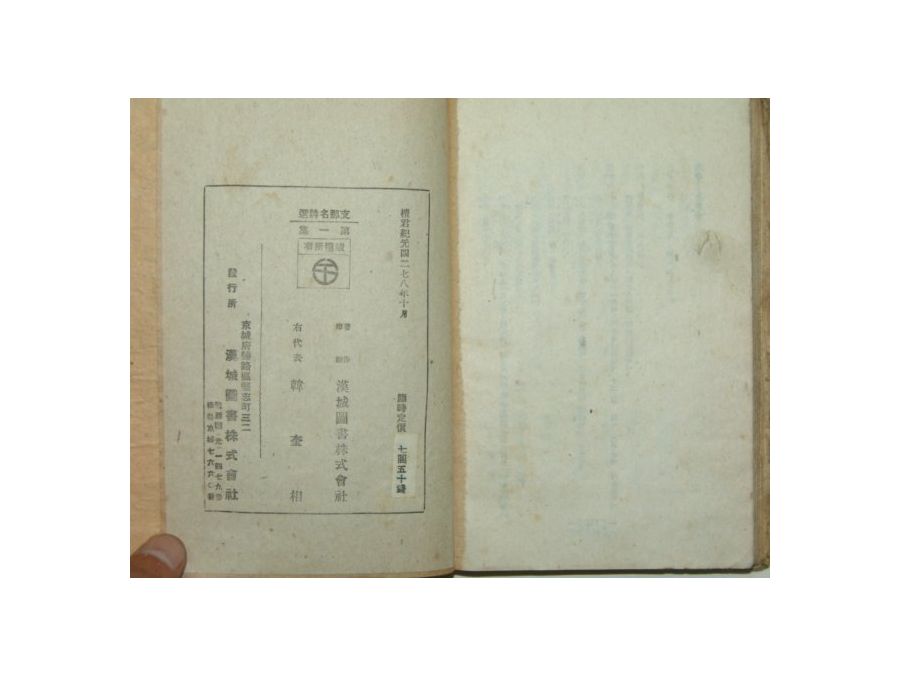 檀君紀元四二七八年十月
臨時定價 七圓五十錢
支那名詩選
第一集
版權所有
漢城圖書株式會社
右代表 韓奎相
京城府鍾路區堅志町三二
發行所 漢城圖書株式會社